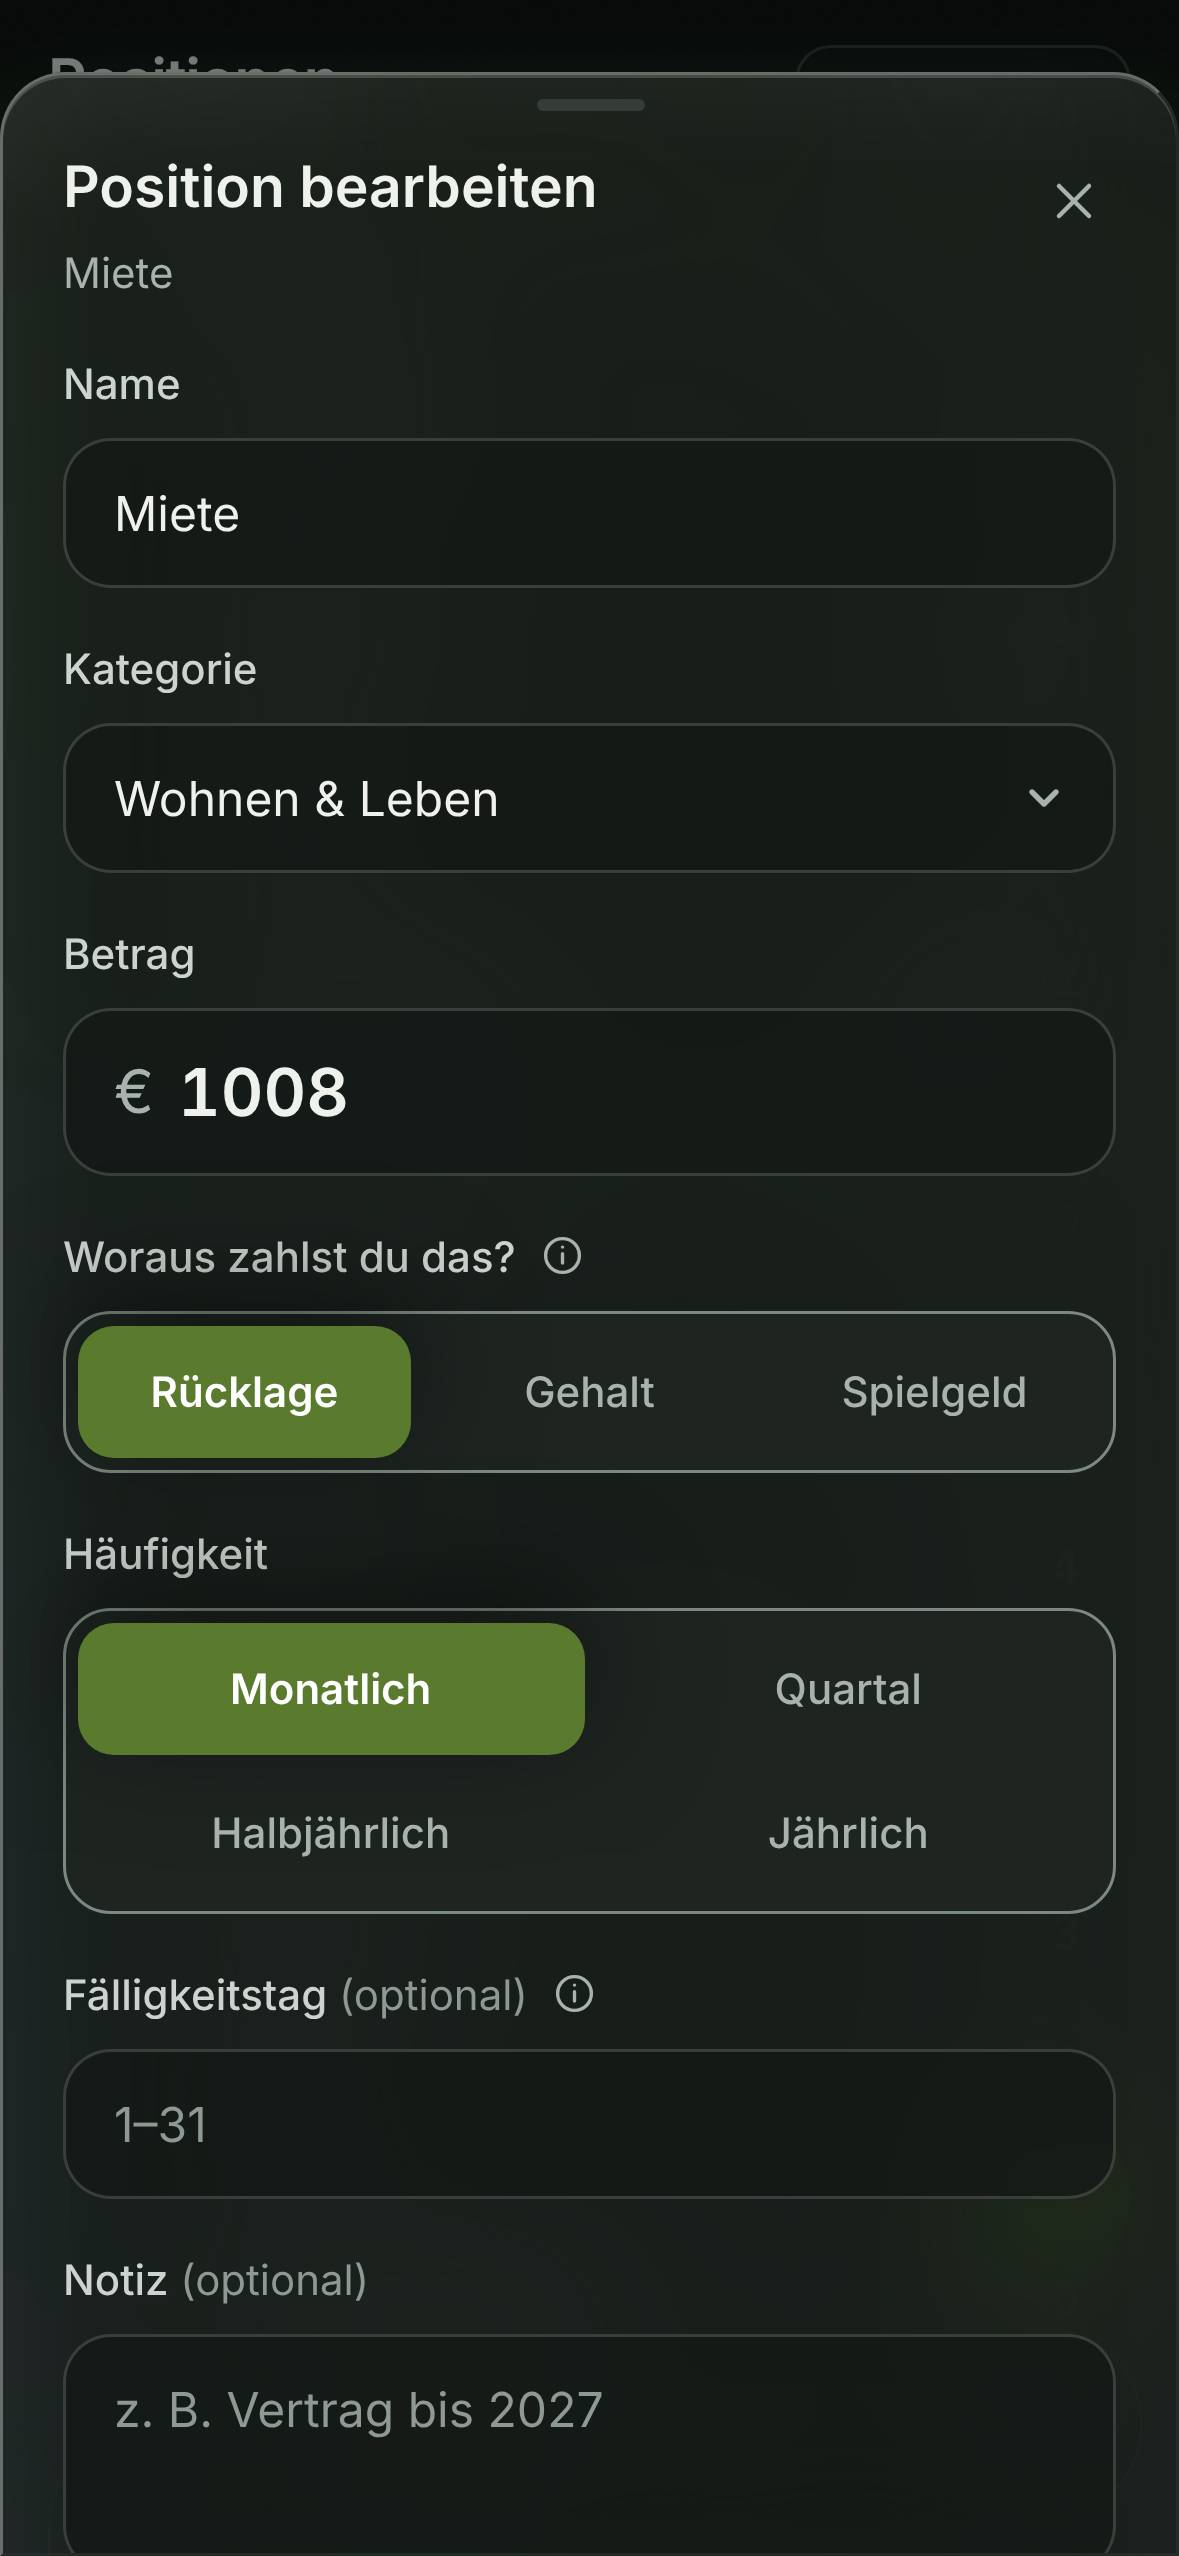 Positionen
Position bearbeiten
Miete
Name
Miete
Kategorie
Wohnen & Leben
Betrag
€ 1008
Woraus zahlst du das?
Rücklage Gehalt Spielgeld
Häufigkeit
Monatlich Quartal
Halbjährlich Jährlich
Fälligkeitstag (optional)
1–31
Notiz (optional)
z. B. Vertrag bis 2027